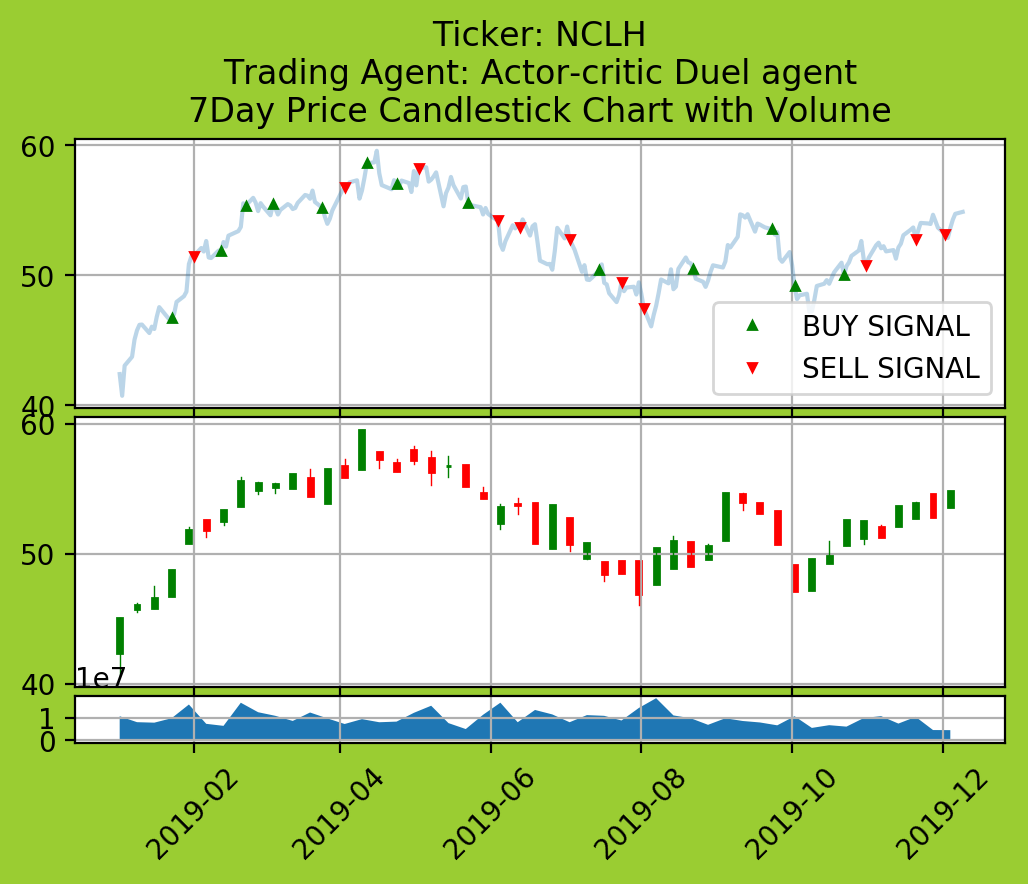 Ticker: NCLH
Trading Agent: Actor-critic Duel agent
7Day Price Candlestick Chart with Volume
60
50
40
BUY SIGNAL
SELL SIGNAL
60
50
40
1e7
1
0
2019-02
2019-04
2019-06
2019-08
2019-10
2019-12